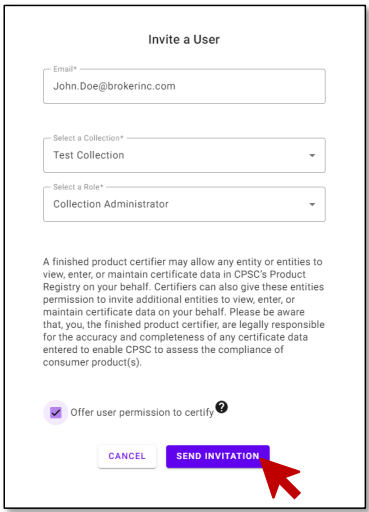 Invite a User
Email*
John.Doe@brokerinc.com
Select a Collection*
Test Collection
Select a Role*
Collection Administrator
A finished product certifier may allow any entity or entities to
view, enter, or maintain certificate data in CPSC's Product
Registry on your behalf. Certifiers can also give these entities
permission to invite additional entities to view, enter, or
maintain certificate data on your behalf. Please be aware
that, you, the finished product certifier, are legally responsible
for the accuracy and completeness of any certificate data
entered to enable CPSC to assess the compliance of
consumer product(s).
Offer user permission to certify ?
CANCEL SEND INVITATION